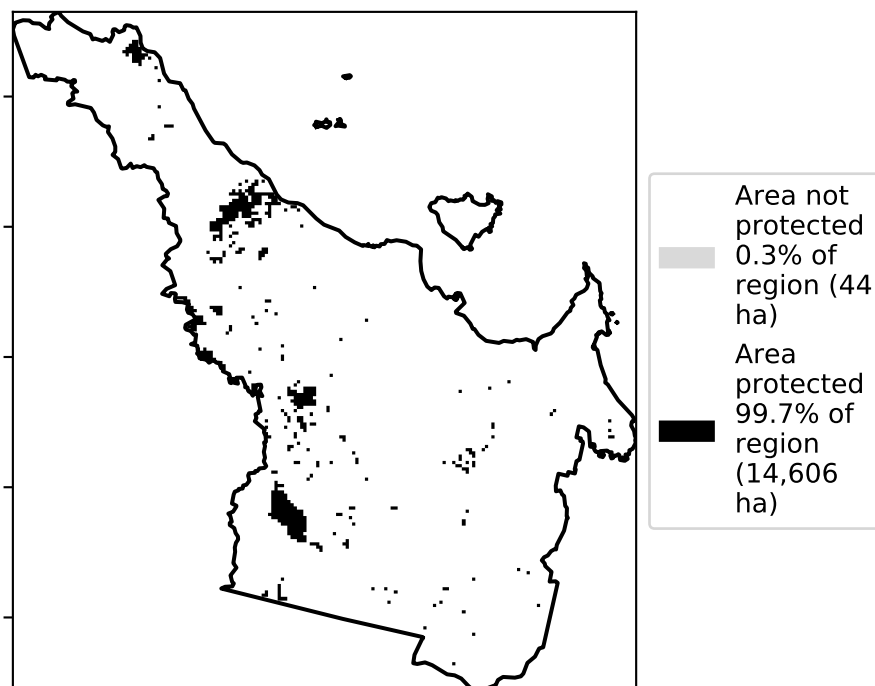 Area not
protected
0.3% of
region (44
ha)
Area
protected
99.7% of
region
(14,606
ha)